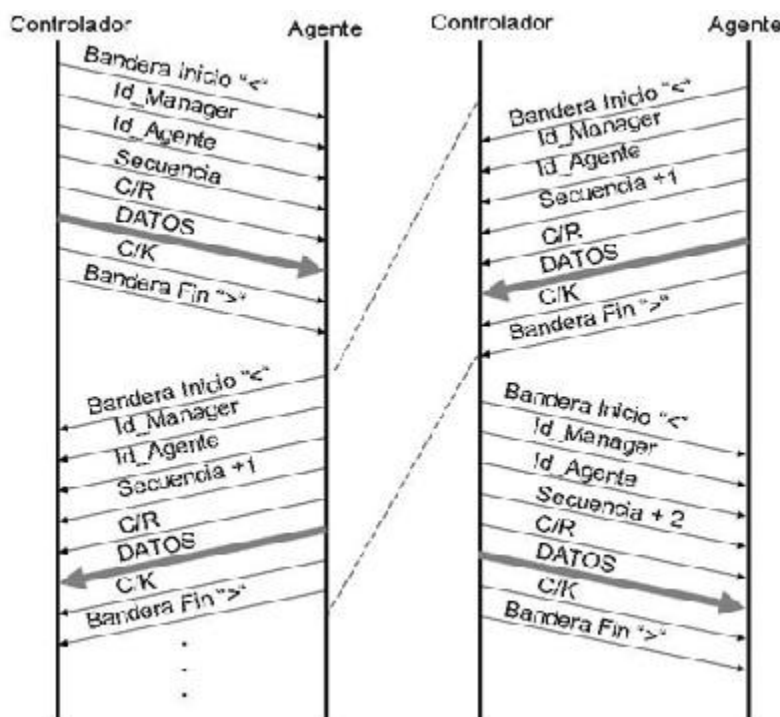 Controlador
Agente
Bandera Inicio "<"
Id_Manager
Id_Agente
Secuencia
C/R
DATOS
C/K
Bandera Fin ">"
Bandera Inicio "<"
Id_Manager
Id_Agente
Secuencia +1
C/R
DATOS
C/K
Bandera Fin ">"
Controlador
Agente
Bandera Inicio "<"
Id_Manager
Id_Agente
Secuencia +1
C/R
DATOS
C/K
Bandera Fin ">"
Bandera Inicio "<"
Id_Manager
Id_Agente
Secuencia + 2
C/R
DATOS
C/K
Bandera Fin ">"